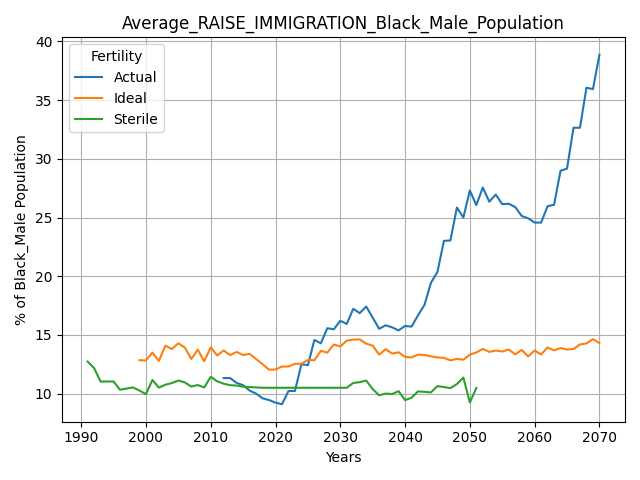 Average_RAISE_IMMIGRATION_Black_Male_Population
40
35
30
25
20
15
10
% of Black_Male Population
Fertility
Actual
Ideal
Sterile
1990 2000 2010 2020 2030 2040 2050 2060 2070
Years